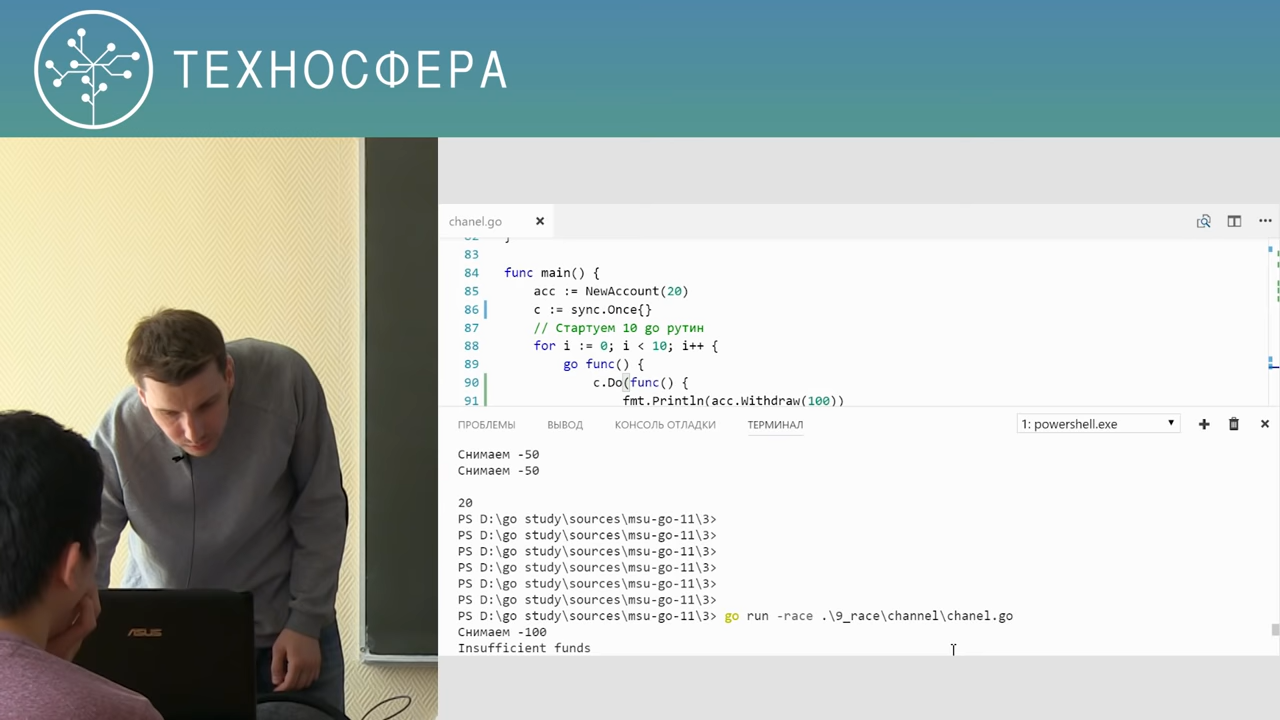 ТЕХНОСФЕРА
chanel.go
83
84 func main() {
85 acc := NewAccount(20)
86 c := sync.Once{}
87 // Стартуем 10 go рутин
88 for i := 0; i < 10; i++ {
89 go func() {
90 c.Do(func() {
91 fmt.Println(acc.Withdraw(100))
ПРОБЛЕМЫ ВЫВОД КОНСОЛЬ ОТЛАДКИ ТЕРМИНАЛ 1: powershell.exe
Снимаем -50
Снимаем -50
20
PS D:\go study\sources\msu-go-11\3>
PS D:\go study\sources\msu-go-11\3>
PS D:\go study\sources\msu-go-11\3>
PS D:\go study\sources\msu-go-11\3>
PS D:\go study\sources\msu-go-11\3>
PS D:\go study\sources\msu-go-11\3>
PS D:\go study\sources\msu-go-11\3> go run -race .\9_race\channel\chanel.go
Снимаем -100
Insufficient funds
ASUS